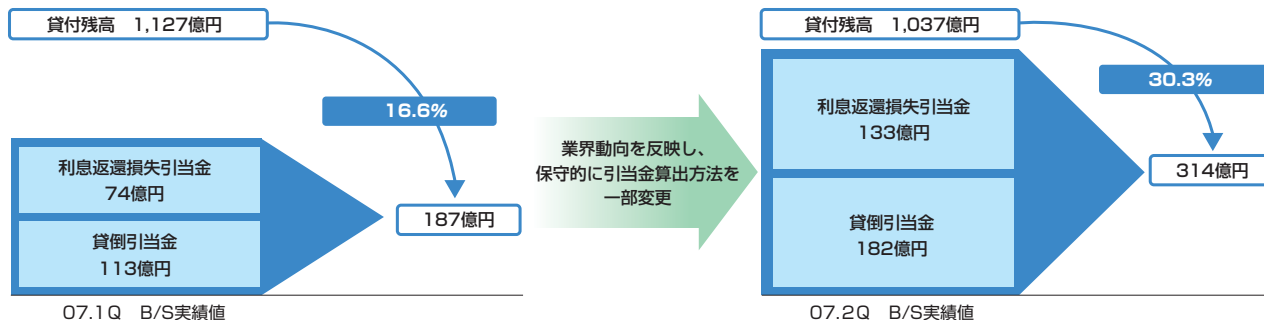 貸付残高 1,127億円
16.6%
利息返還損失引当金
74億円
貸倒引当金
113億円
187億円
07.1Q B/S実績値
業界動向を反映し、
保守的に引当金算出方法を
一部変更
貸付残高 1,037億円
30.3%
利息返還損失引当金
133億円
貸倒引当金
182億円
314億円
07.2Q B/S実績値